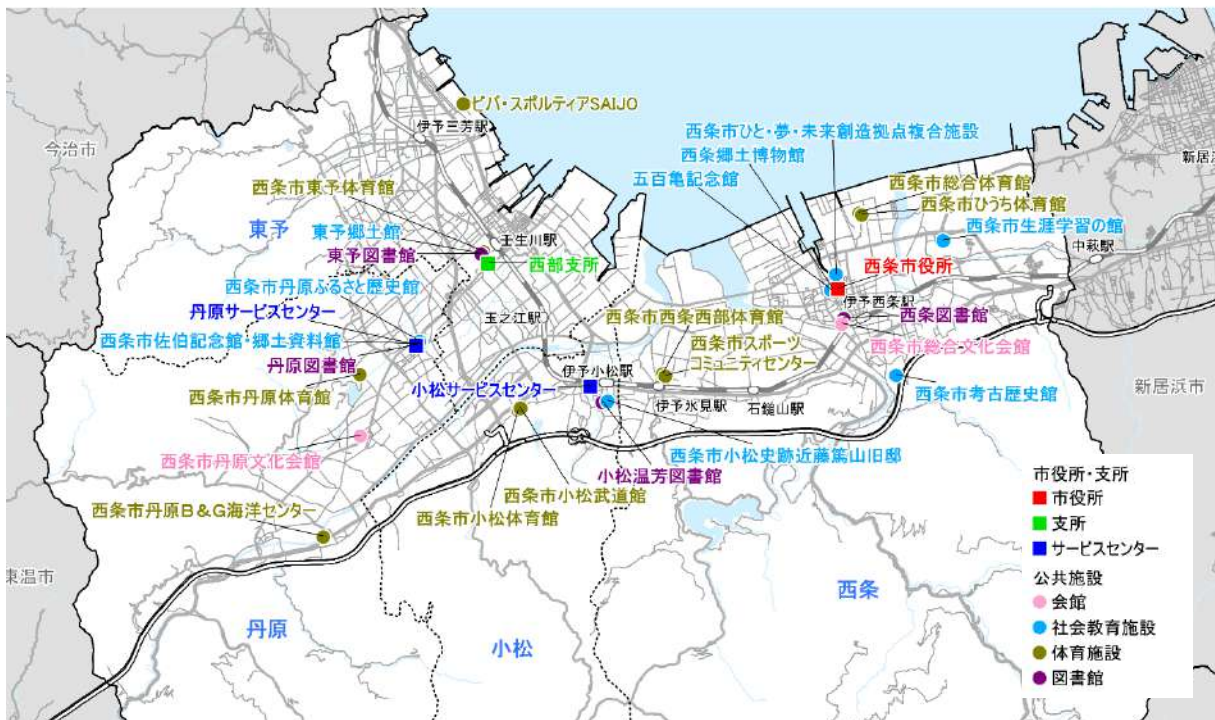 ビバ・スポルティアSAIJO
伊予三芳駅
今治市
西条市ひと・夢・未来創造拠点複合施設
西条郷土博物館
五百亀記念館
新居浜
西条市東予体育館
西条市総合体育館
西条市ひうち体育館
東予
東予郷土館
壬生川駅
西条市生涯学習の館
中萩駅
東予図書館
西部支所
西条市役所
西条市丹原ふるさと歴史館
丹原サービスセンター
玉之江駅
伊予西条駅
西条市西条西部体育館
西条図書館
西条市佐伯記念館・郷土資料館
西条市スポーツ
コミュニティセンター
西条市総合文化会館
丹原図書館
伊予小松駅
西条市丹原体育館
小松サービスセンター
新居浜市
西条市考古歴史館
伊予氷見駅
石鎚山駅
西条市丹原文化会館
西条市小松史跡近藤篤山旧邸
小松温芳図書館
西条市小松武道館
西条市丹原B&G海洋センター
西条市小松体育館
東温市
西条
丹原
小松
市役所・支所
市役所
支所
サービスセンター
公共施設
会館
社会教育施設
体育施設
図書館